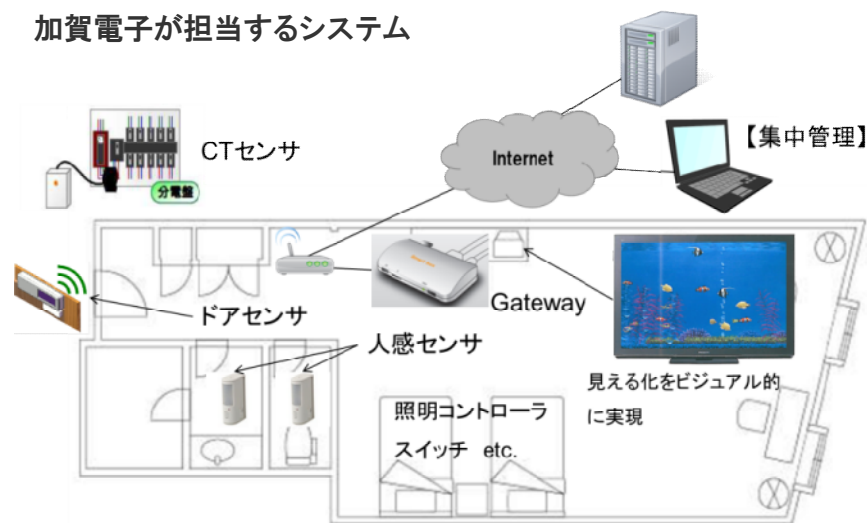 加賀電子が担当するシステム
CTセンサ
分電盤
Internet
【集中管理】
ドアセンサ
Gateway
人感センサ
見える化をビジュアル的
に実現
照明コントローラ
スイッチ etc.